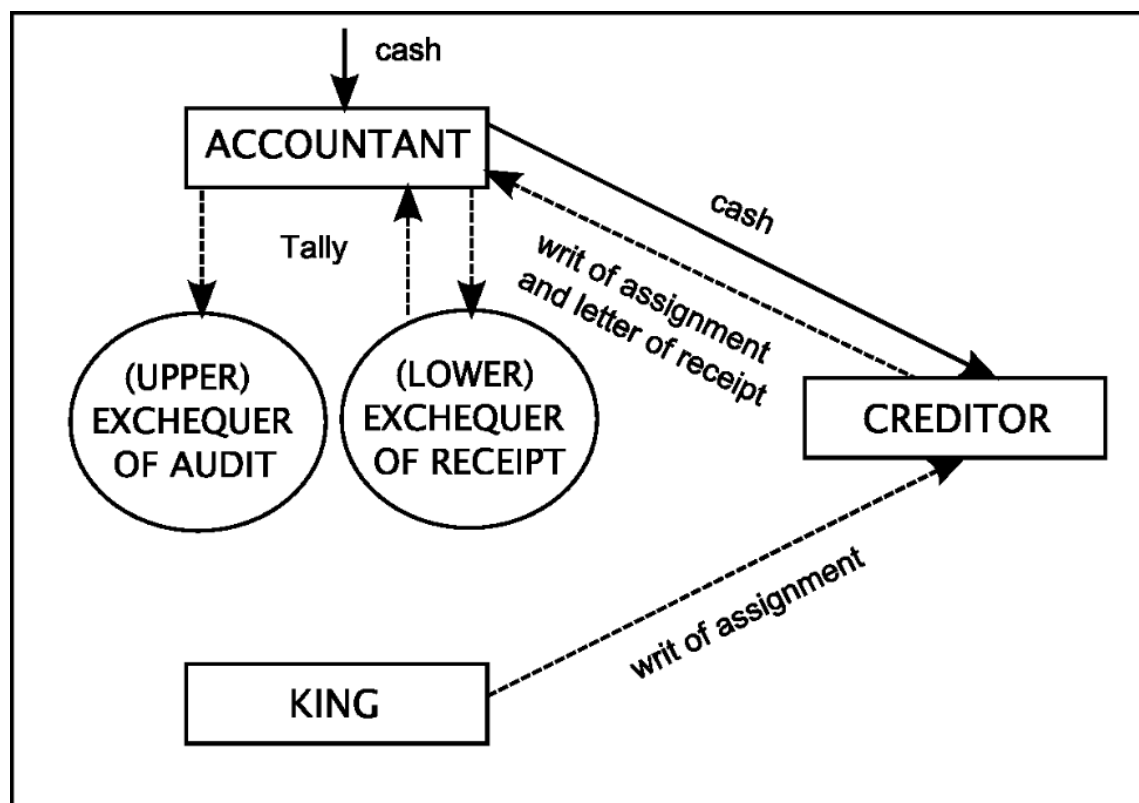 cash
ACCOUNTANT
cash
Tally
writ of assignment
and letter of receipt
(UPPER)
EXCHEQUER
OF AUDIT
(LOWER)
EXCHEQUER
OF RECEIPT
CREDITOR
writ of assignment
KING